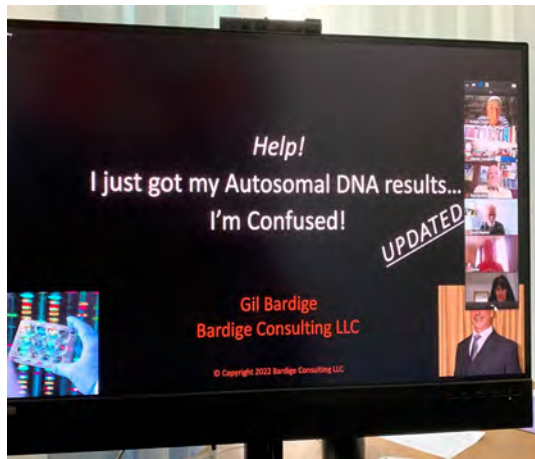 Help!
I just got my Autosomal DNA results...
I'm Confused!
UPDATED
Gil Bardige
Bardige Consulting LLC
© Copyright 2022 Bardige Consulting LLC